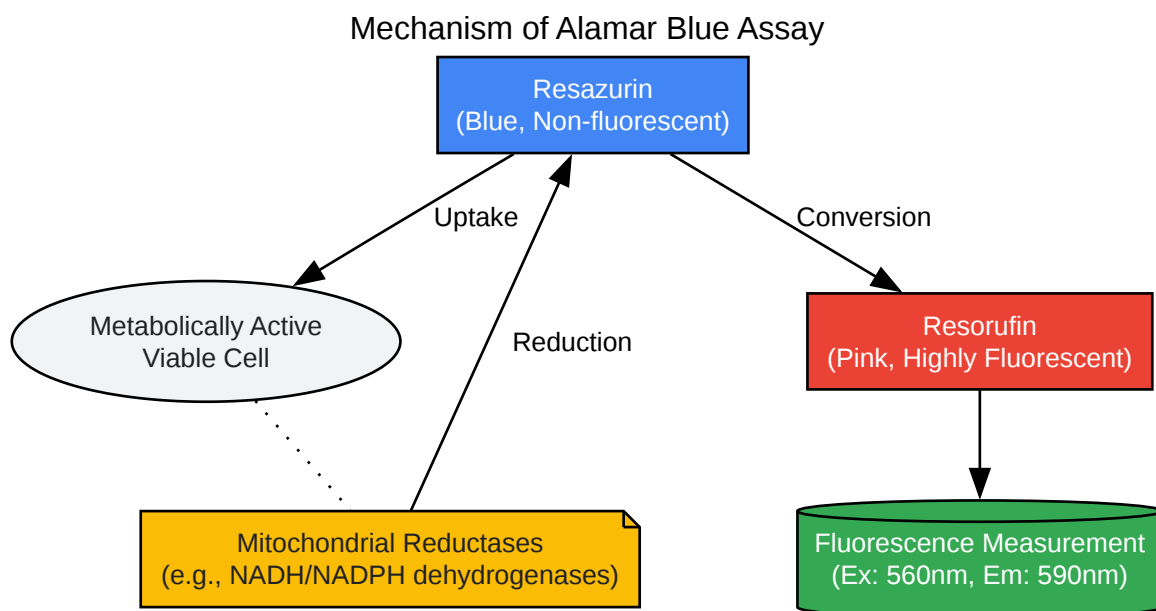 Mechanism of Alamar Blue Assay
Resazurin
(Blue, Non-fluorescent)
Uptake
Conversion
Metabolically Active
Viable Cell
Reduction
Resorufin
(Pink, Highly Fluorescent)
Mitochondrial Reductases
(e.g., NADH/NADPH dehydrogenases)
Fluorescence Measurement
(Ex: 560nm, Em: 590nm)